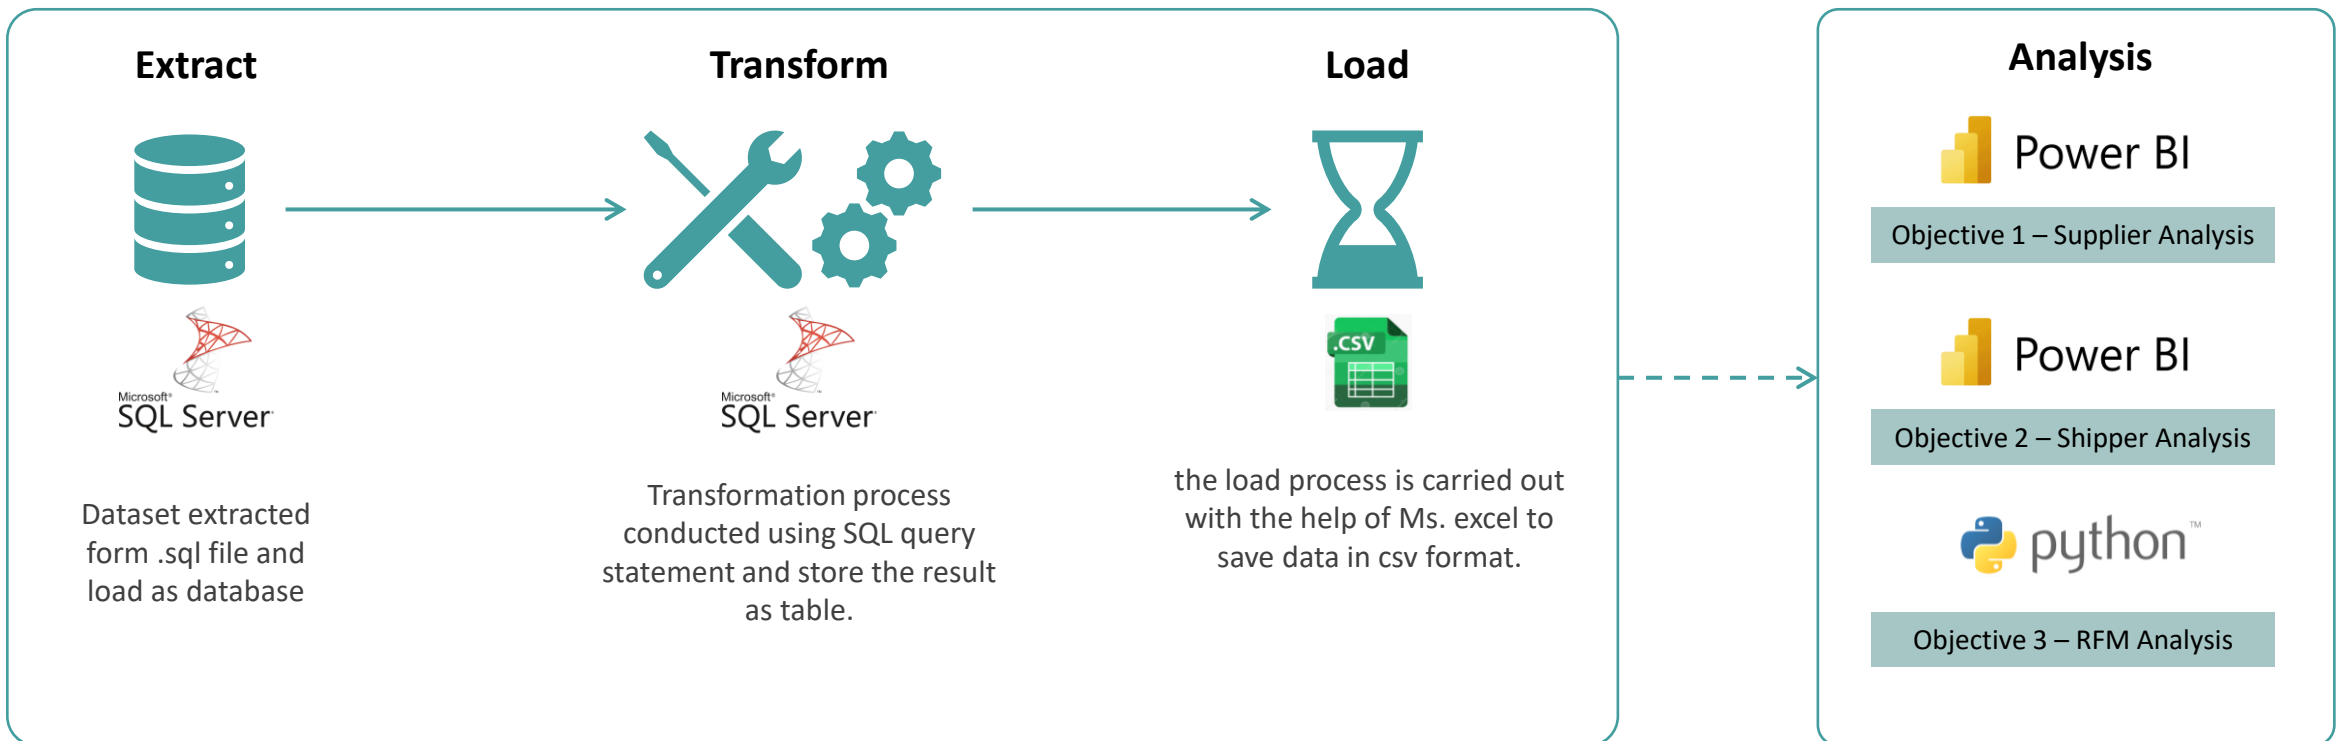 Extract
Microsoft®
SQL Server
Dataset extracted
form .sql file and
load as database
Transform
Microsoft®
SQL Server
Transformation process
conducted using SQL query
statement and store the result
as table.
Load
.CSV
the load process is carried out
with the help of Ms. excel to
save data in csv format.
Analysis
Power BI
Objective 1 – Supplier Analysis
Power BI
Objective 2 – Shipper Analysis
python™
Objective 3 – RFM Analysis